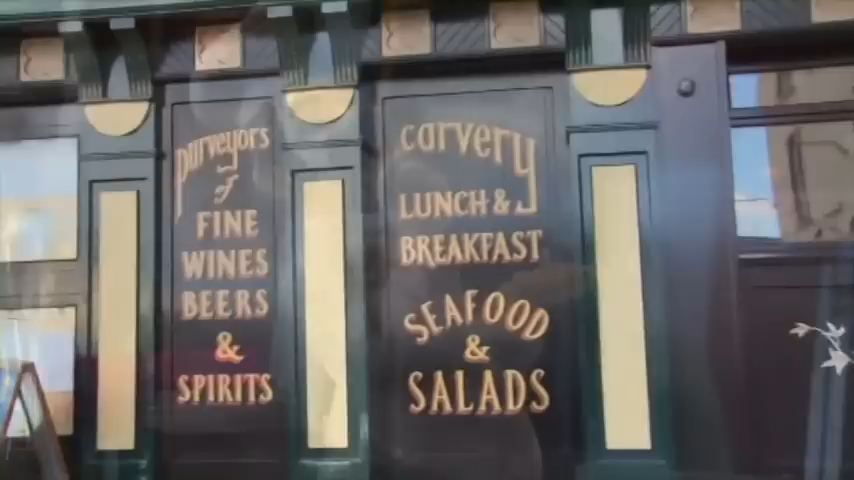 purveyors
of
FINE
WINES
BEERS
&
SPIRITS
carvery
LUNCH &
BREAKFAST
SEAFOOD
&
SALADS